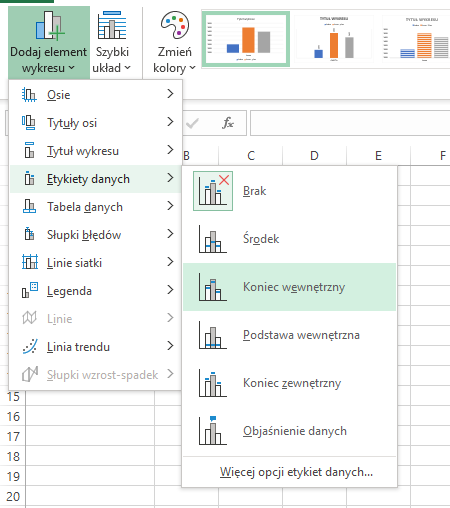 Dodaj element wykresu
Szybki układ
Zmień kolory
TYTUŁ WYKRESU
TYTUŁ WYKRESU
fx
B C D E F
Osie
Tytuły osi
Tytuł wykresu
Etykiety danych
Tabela danych
Słupki błędów
Linie siatki
Legenda
Linie
Linia trendu
Słupki wzrost-spadek
Brak
Środek
Koniec wewnętrzny
Podstawa wewnętrzna
Koniec zewnętrzny
Objaśnienie danych
Więcej opcji etykiet danych...
15
16
17
18
19
20